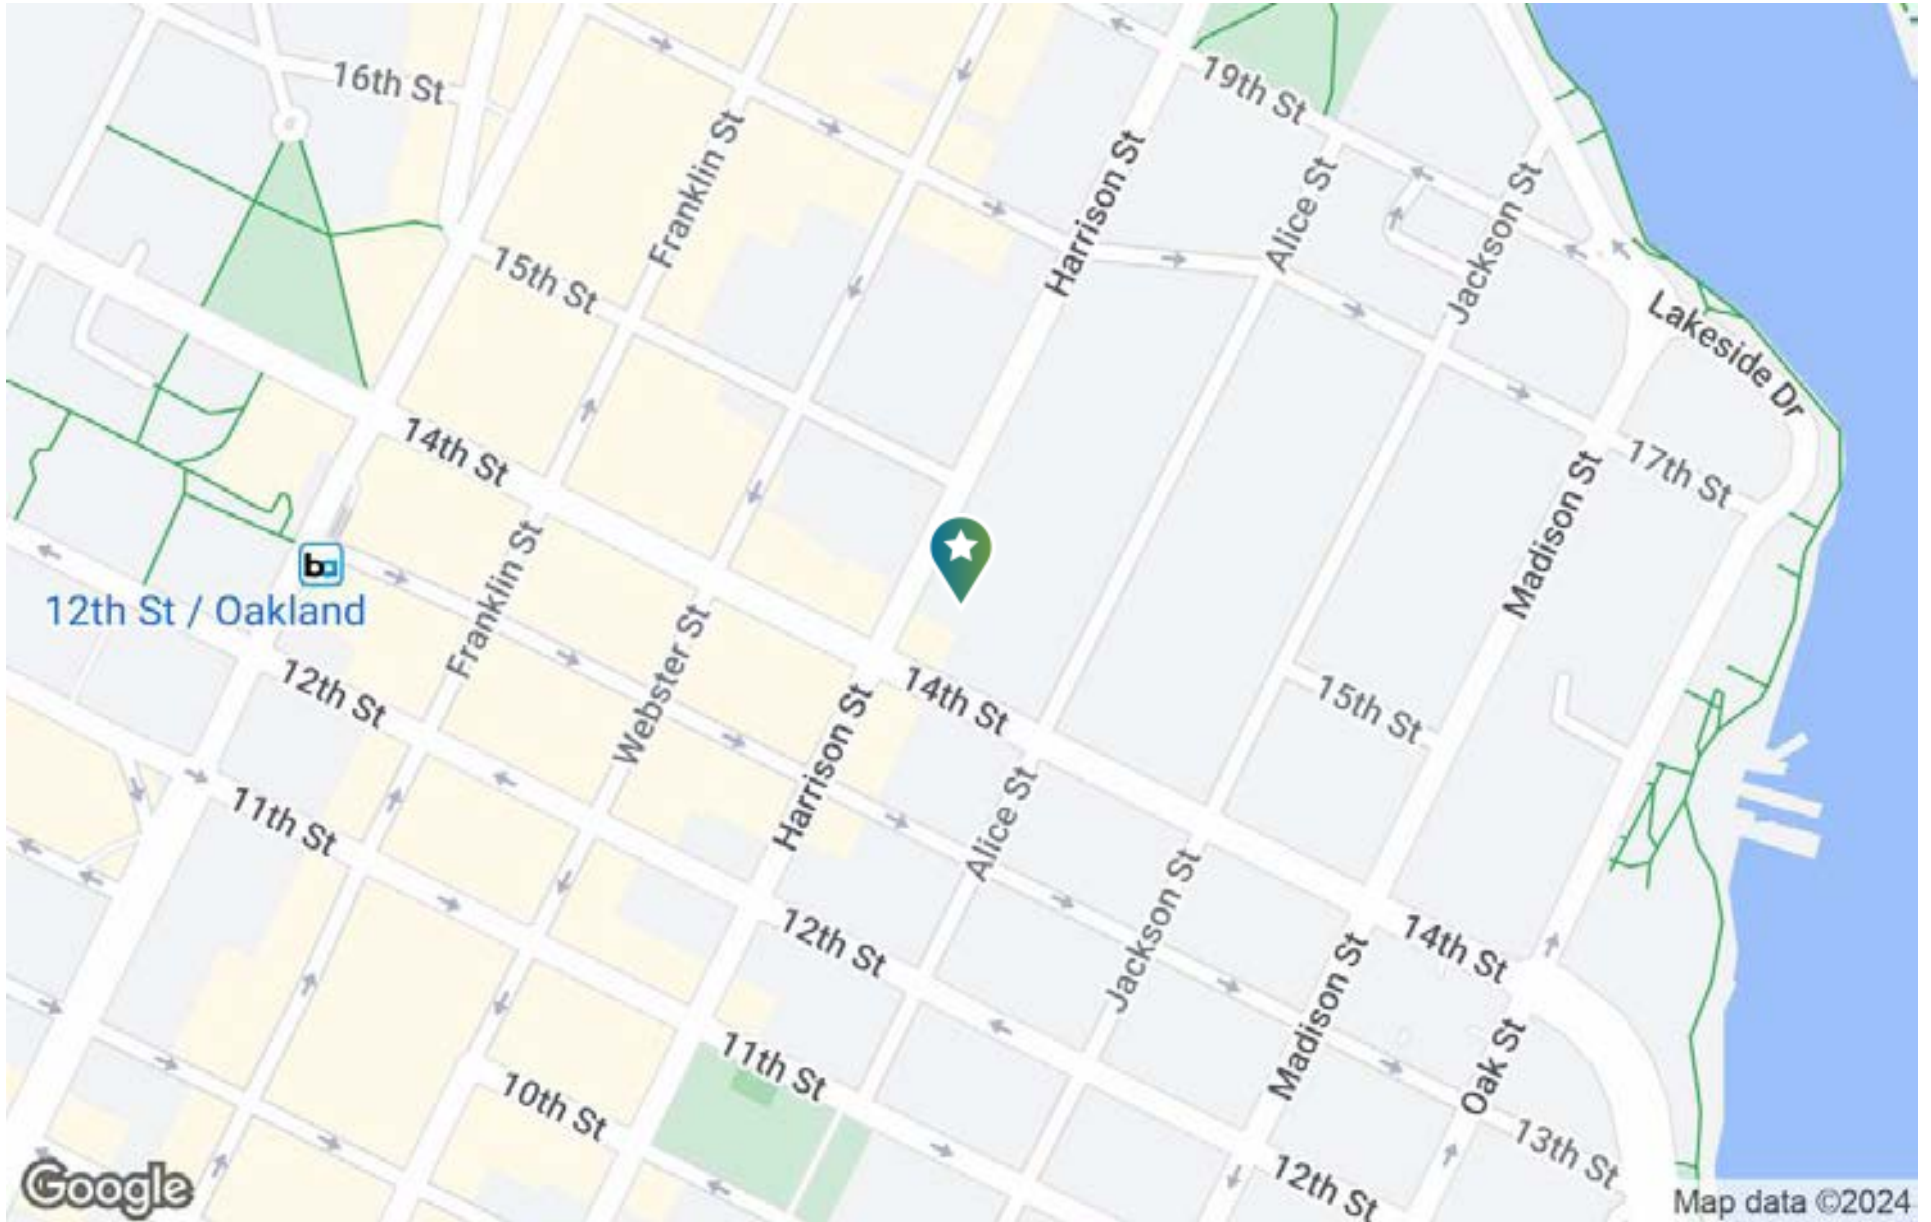 16th St
19th St
Franklin St
Harrison St
Alice St
Jackson St
15th St
Lakeside Dr
14th St
17th St
Madison St
ba
12th St / Oakland
Franklin St
Webster St
12th St
14th St
15th St
Harrison St
11th St
Alice St
Jackson St
12th St
14th St
Madison St
Oak St
11th St
10th St
13th St
12th St
Google
Map data ©2024